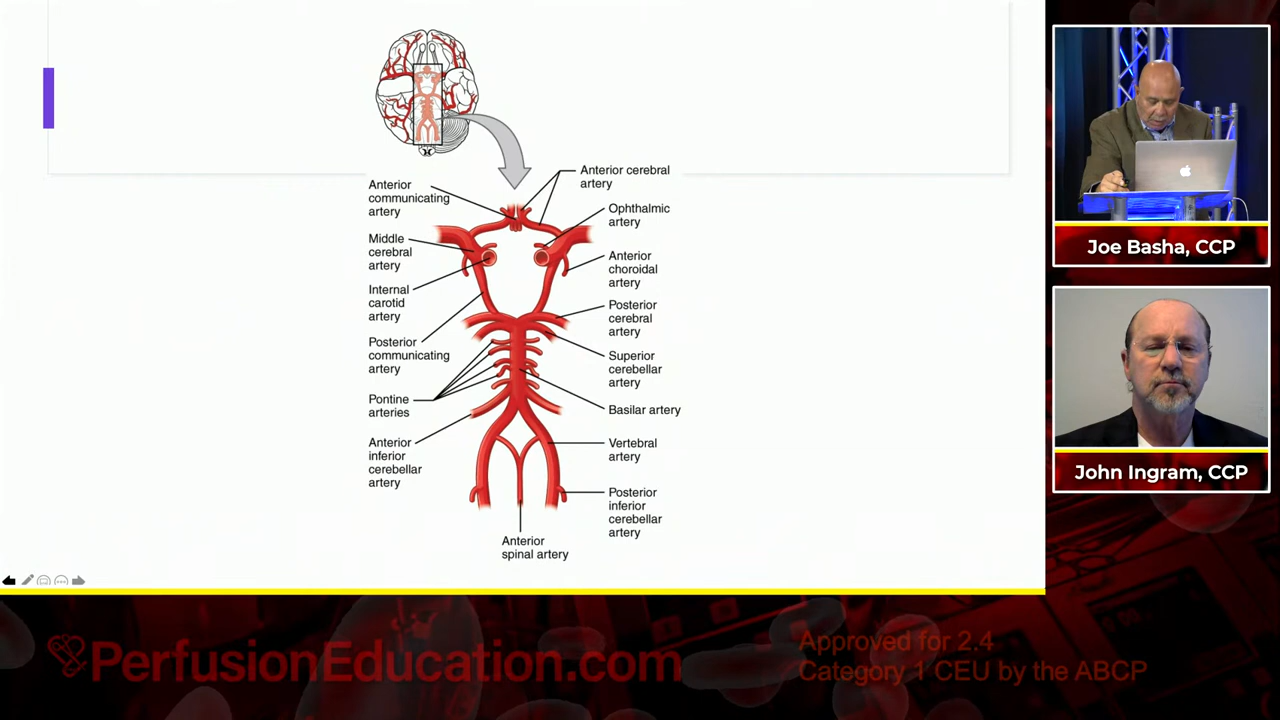 Anterior
communicating
artery
Middle
cerebral
artery
Internal
carotid
artery
Posterior
communicating
artery
Pontine
arteries
Anterior
inferior
cerebellar
artery
Anterior cerebral
artery
Ophthalmic
artery
Anterior
choroidal
artery
Posterior
cerebral
artery
Superior
cerebellar
artery
Basilar artery
Vertebral
artery
Posterior
inferior
cerebellar
artery
Anterior
spinal artery
Joe Basha, CCP
John Ingram, CCP
PerfusionEducation.com
Approved for 2.4
Category 1 CEU by the ABCP